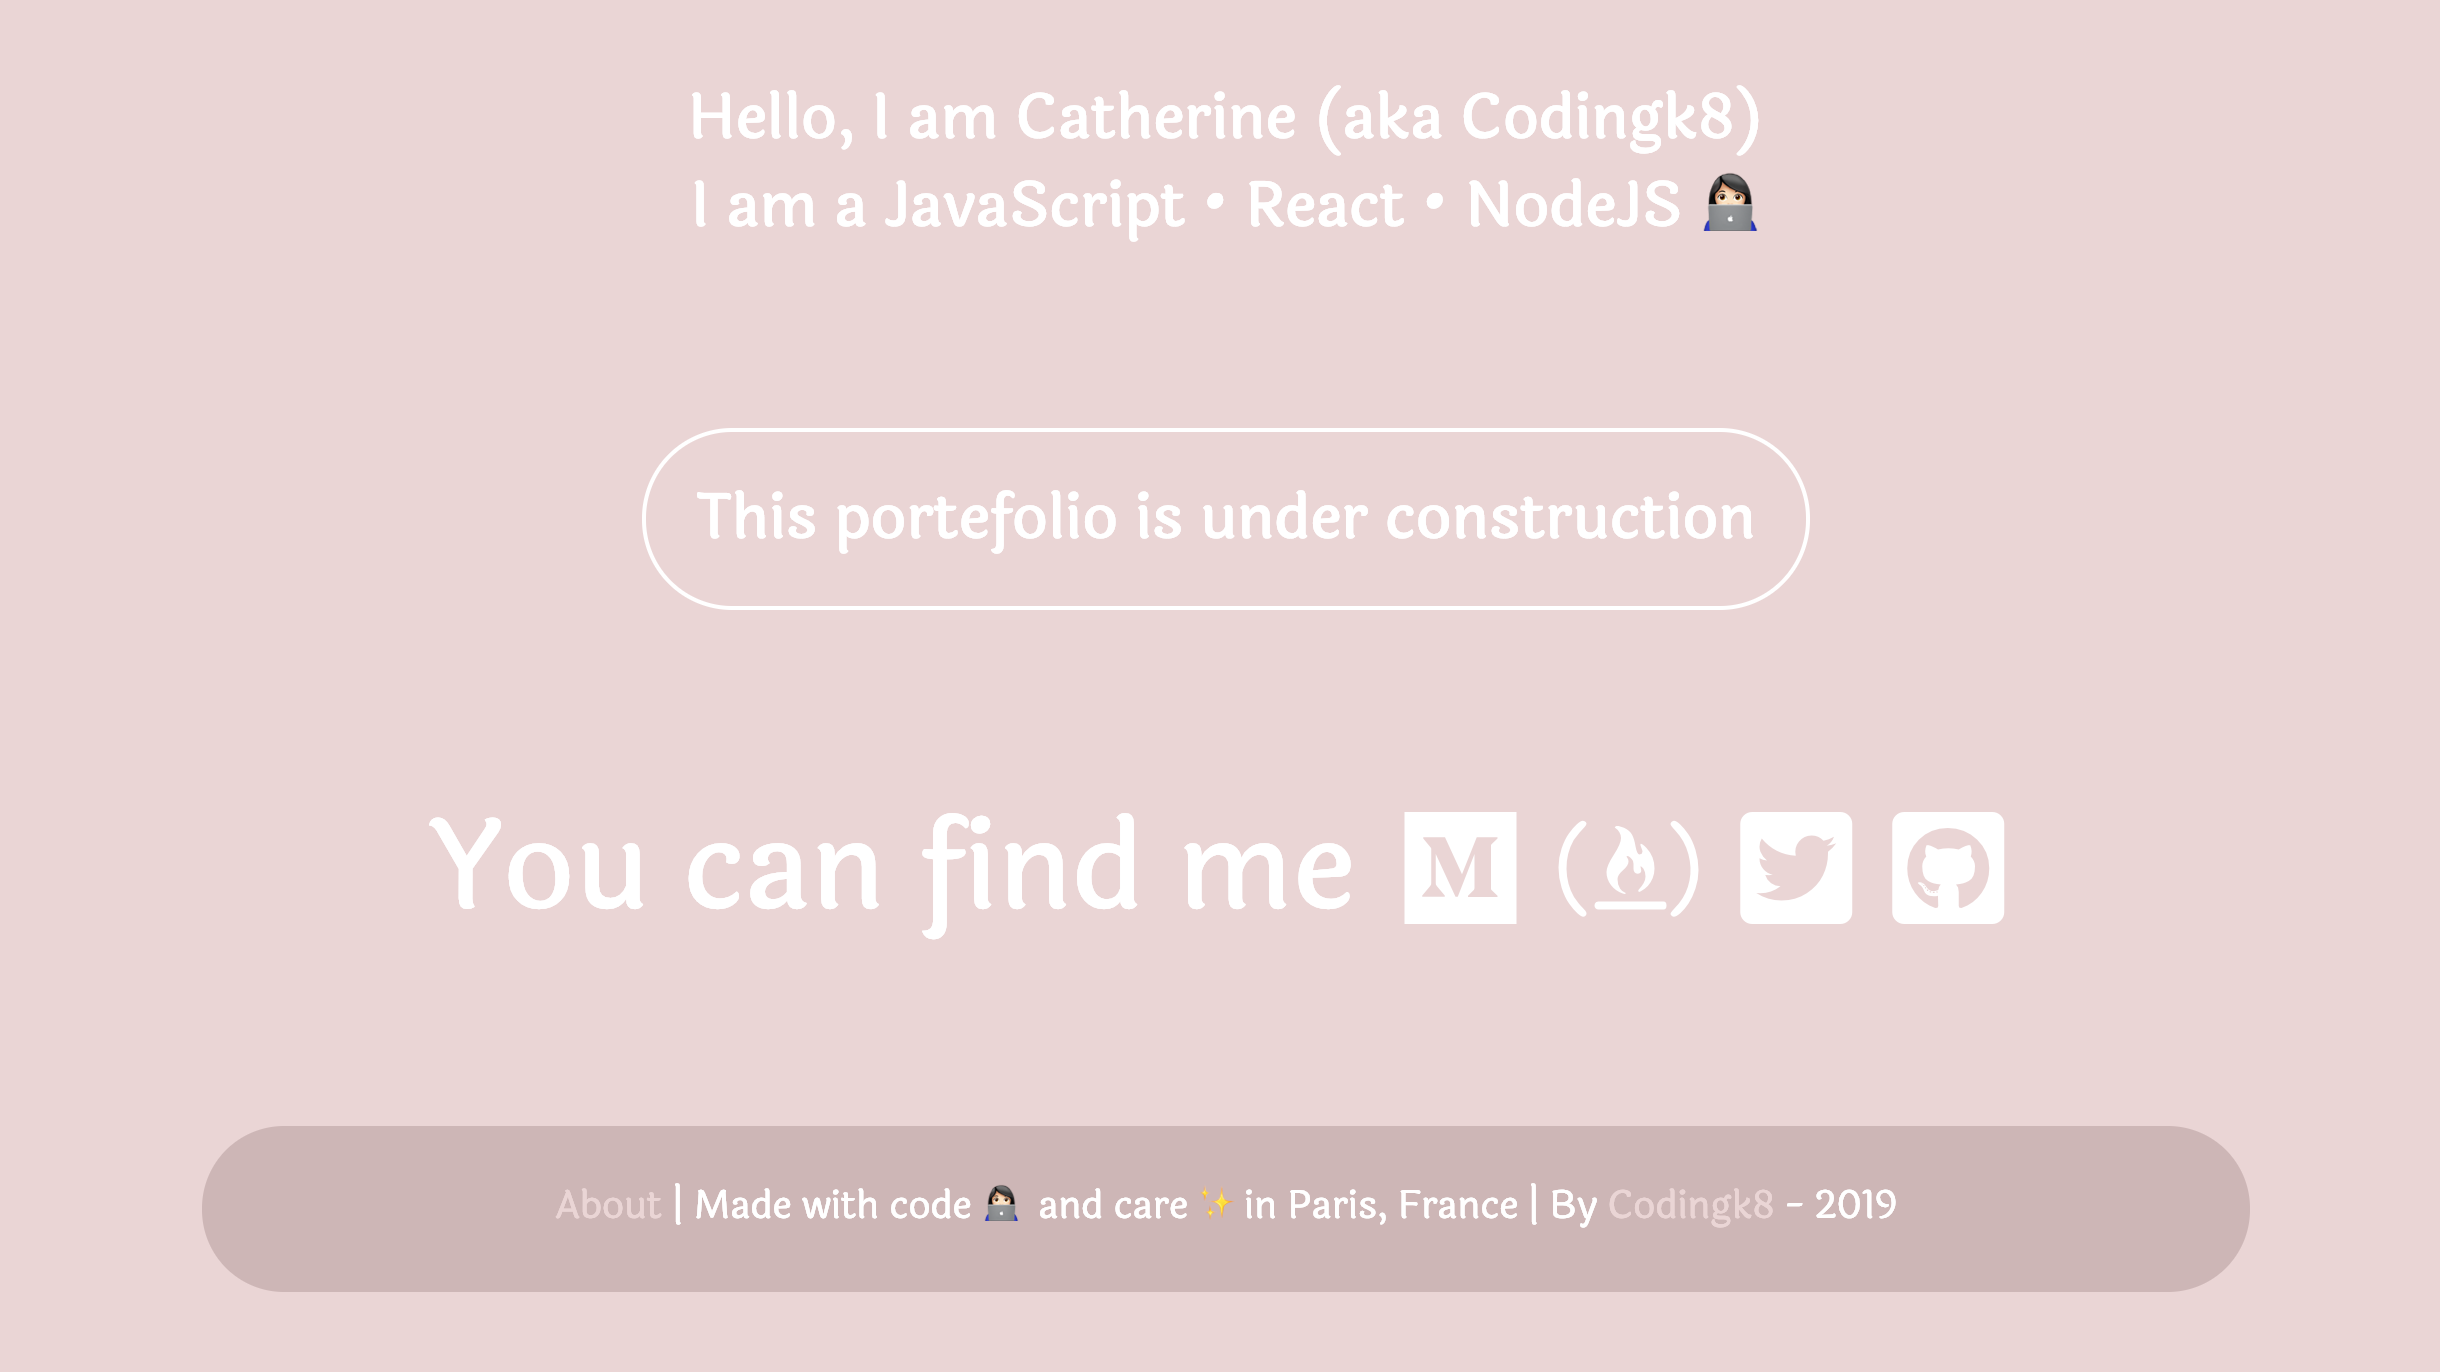 Hello, I am Catherine (aka Codingk8)
I am a JavaScript • React • NodeJS 👩🏻‍💻
This portefolio is under construction
You can find me
About | Made with code 👩🏻‍💻 and care ✨ in Paris, France | By Codingk8 - 2019